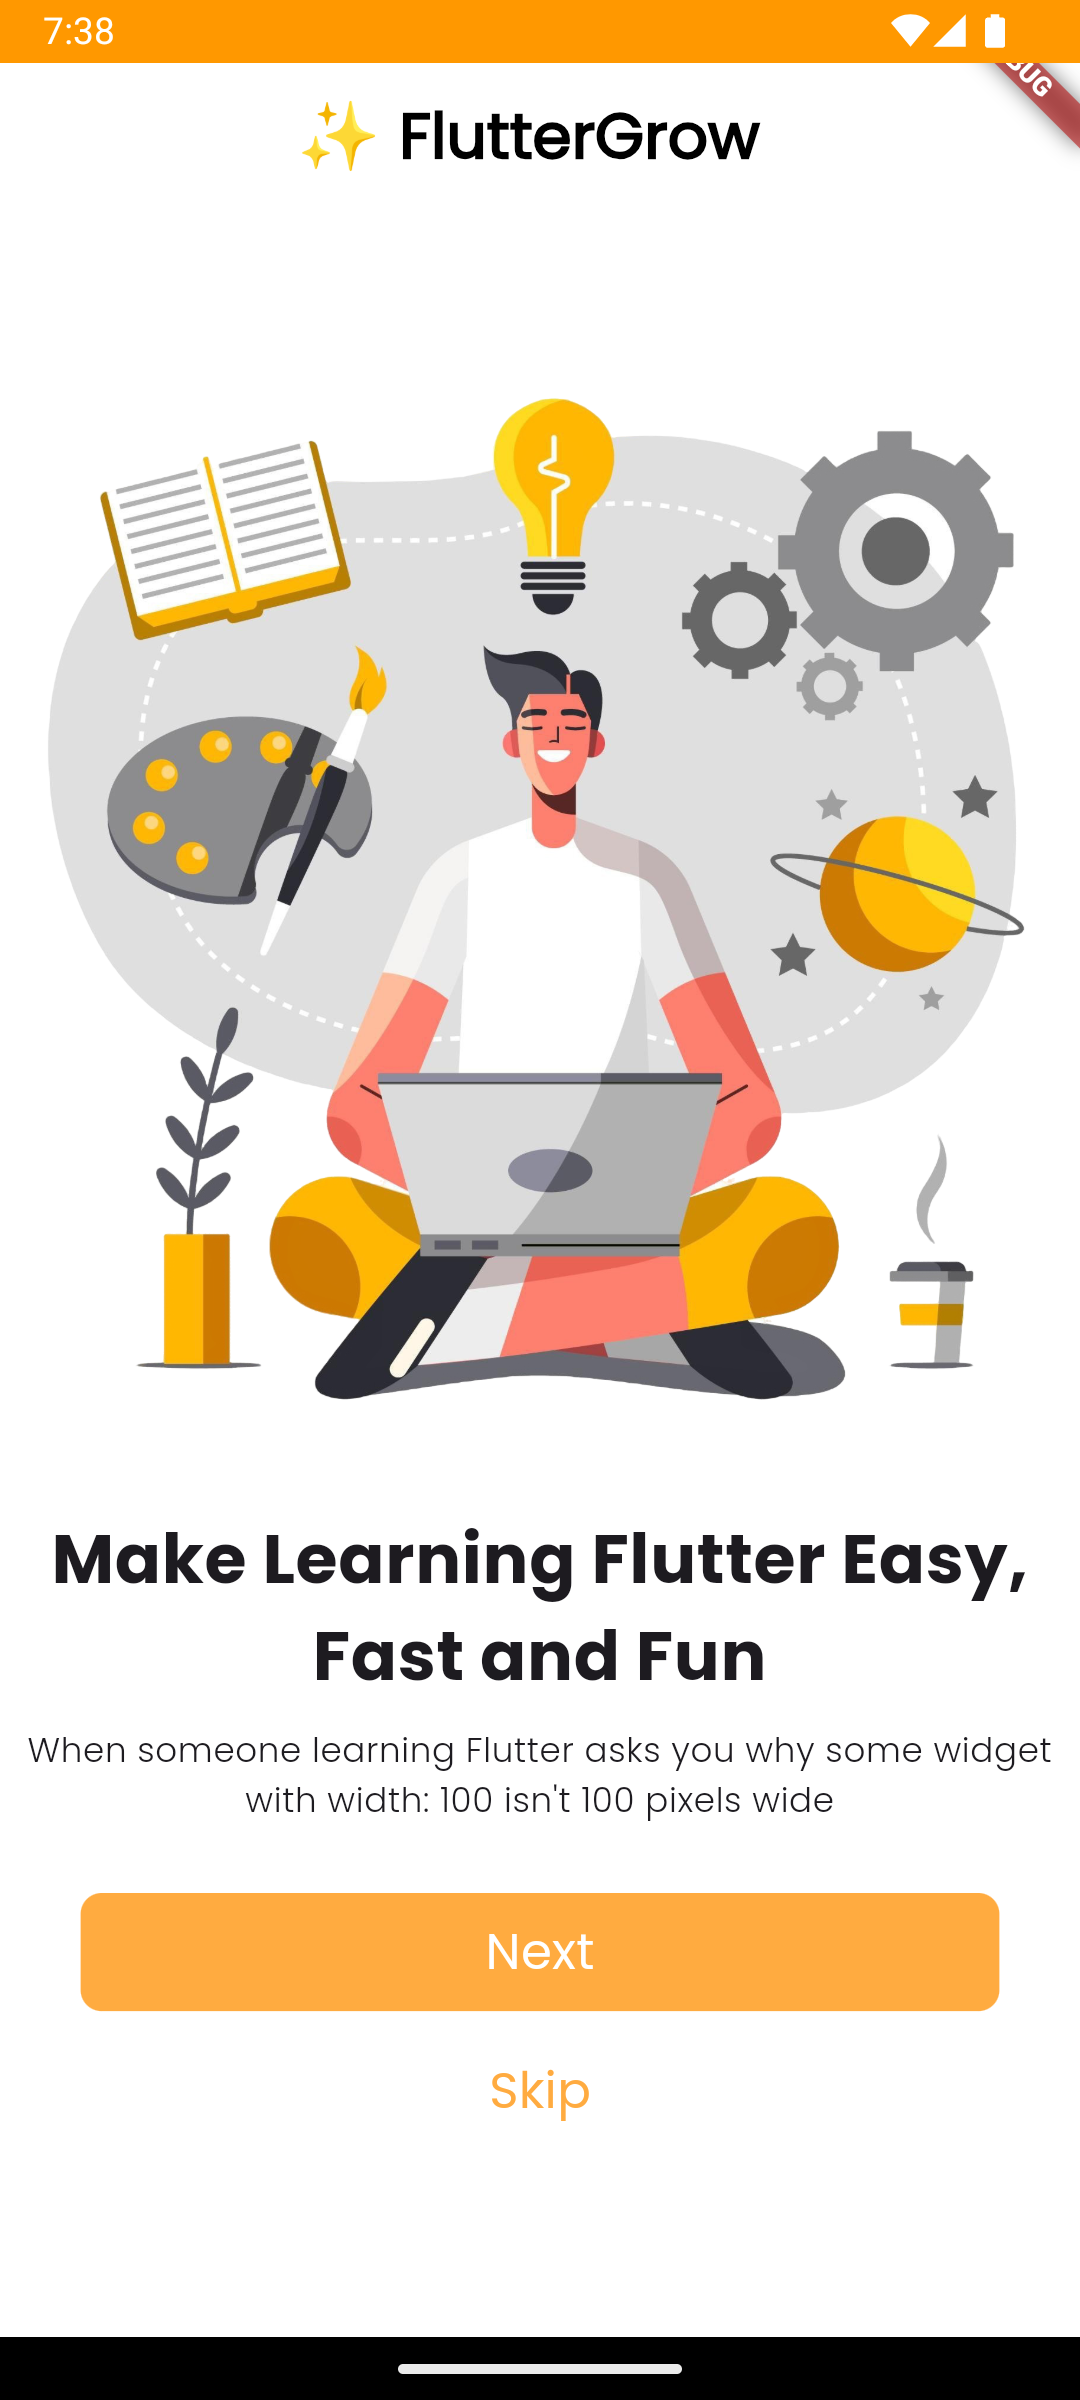 7:38
✨ FlutterGrow
Make Learning Flutter Easy,
Fast and Fun
When someone learning Flutter asks you why some widget
with width: 100 isn't 100 pixels wide
Next
Skip